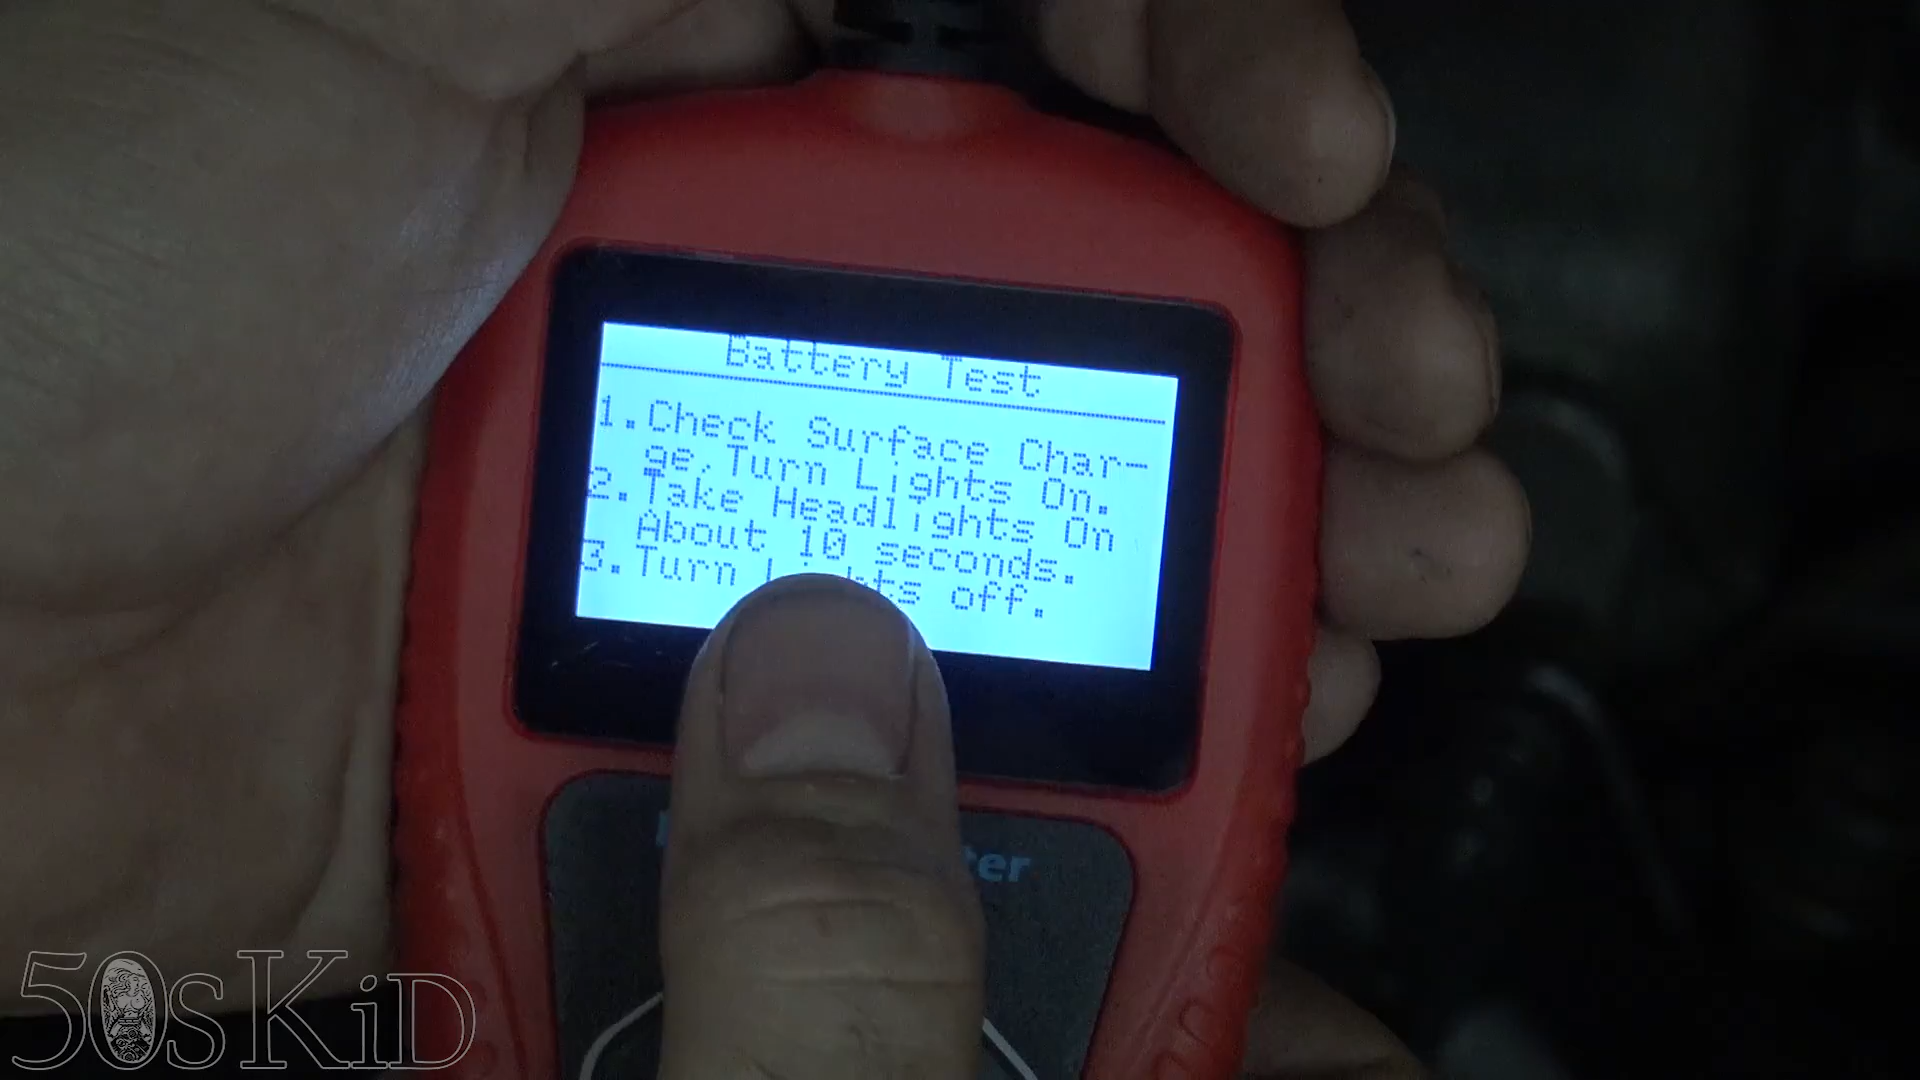 Battery Test
1.Check Surface Char-
ge,Turn Lights On.
2.Take Headlights On
About 10 seconds.
3.Turn Lights off.
50sKiD